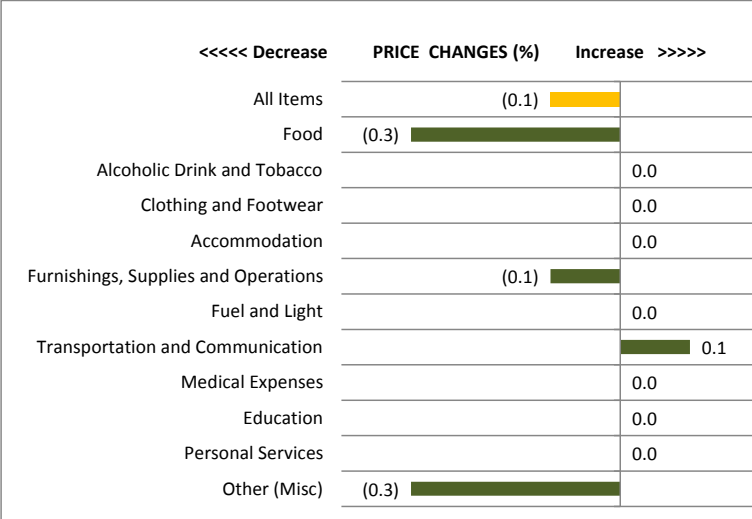 <<<<< Decrease PRICE CHANGES (%) Increase >>>>>
All Items (0.1)
Food (0.3)
Alcoholic Drink and Tobacco 0.0
Clothing and Footwear 0.0
Accommodation 0.0
Furnishings, Supplies and Operations (0.1)
Fuel and Light 0.0
Transportation and Communication 0.1
Medical Expenses 0.0
Education 0.0
Personal Services 0.0
Other (Misc) (0.3)